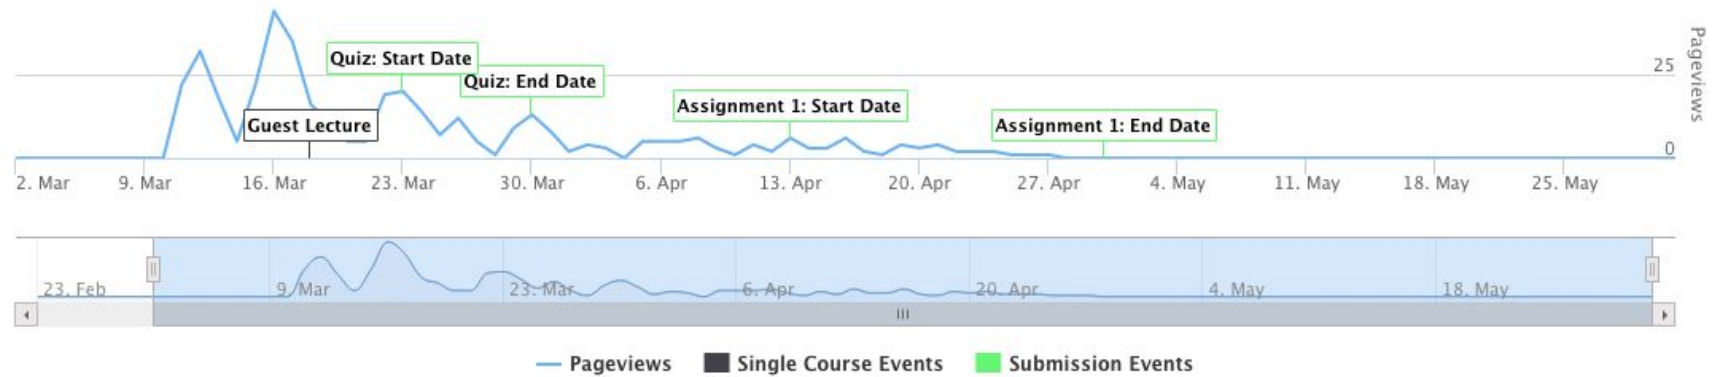 Quiz: Start Date
Quiz: End Date
Guest Lecture
Assignment 1: Start Date
Assignment 1: End Date
25
0
Pageviews
2. Mar 9. Mar 16. Mar 23. Mar 30. Mar 6. Apr 13. Apr 20. Apr 27. Apr 4. May 11. May 18. May 25. May
23. Feb 9. Mar 23. Mar 6. Apr 20. Apr 4. May 18. May
Pageviews Single Course Events Submission Events